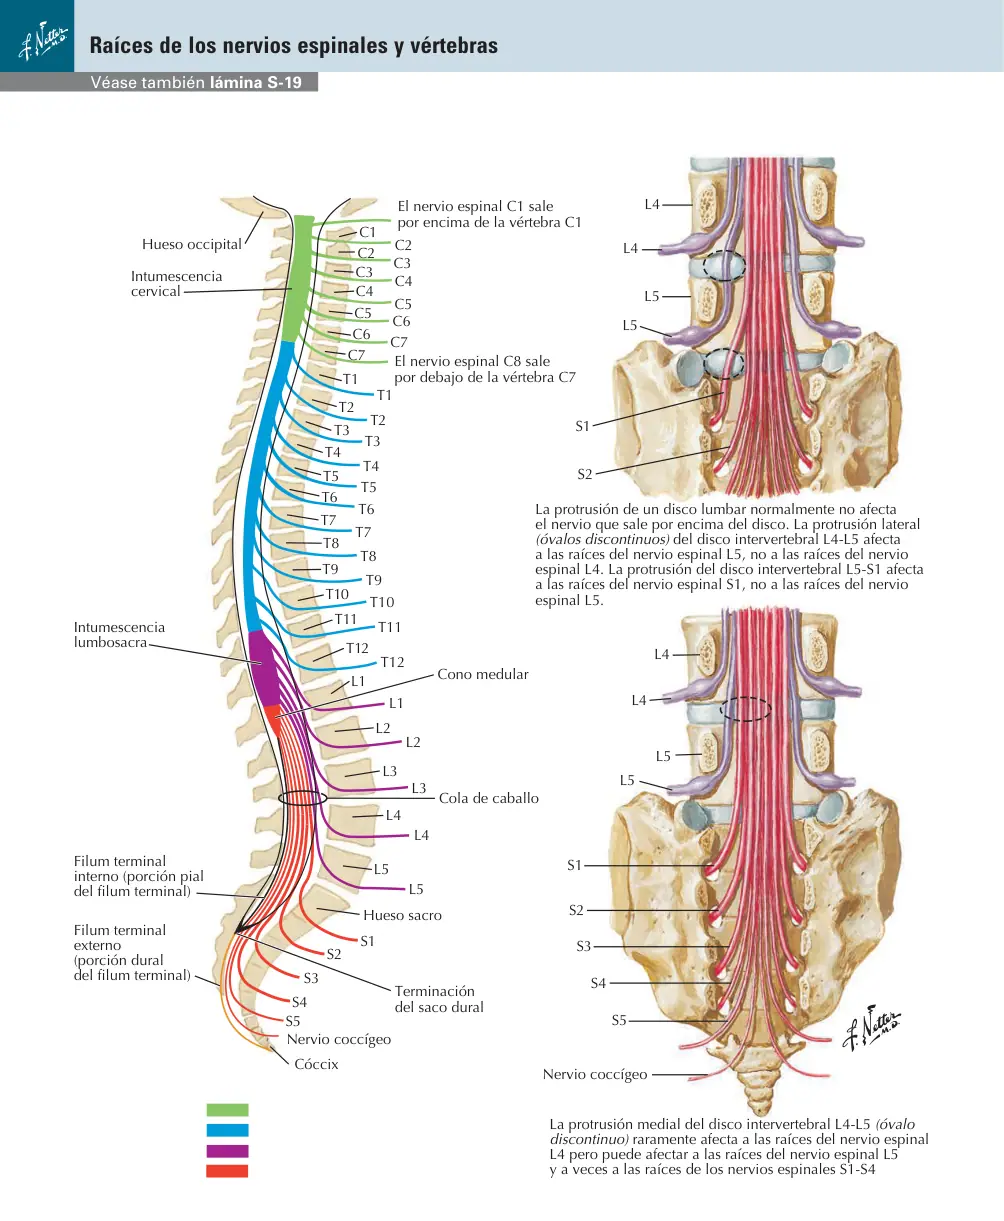 F. Netter M.D.
Raíces de los nervios espinales y vértebras
Véase también lámina S-19
El nervio espinal C1 sale
por encima de la vértebra C1
Hueso occipital
C1
C2
C2
C3
C3
C4
C4
C5
C5
C6
C6
C7
C7
Intumescencia
cervical
El nervio espinal C8 sale
por debajo de la vértebra C7
T1
T1
T2
T2
T3
T3
T4
T4
T5
T5
T6
T6
T7
T7
T8
T8
T9
T9
T10
T10
T11
T11
T12
T12
Intumescencia
lumbosacra
Cono medular
L1
L1
L2
L2
L3
L3
Cola de caballo
L4
L4
L5
L5
Filum terminal
interno (porción pial
del filum terminal)
Hueso sacro
Filum terminal
externo
(porción dural
del filum terminal)
S1
S2
S3
S4
S5
Terminación
del saco dural
Nervio coccígeo
Cóccix
L4
L4
L5
L5
S1
S2
La protrusión de un disco lumbar normalmente no afecta
el nervio que sale por encima del disco. La protrusión lateral
(óvalos discontinuos) del disco intervertebral L4-L5 afecta
a las raíces del nervio espinal L5, no a las raíces del nervio
espinal L4. La protrusión del disco intervertebral L5-S1 afecta
a las raíces del nervio espinal S1, no a las raíces del nervio
espinal L5.
L4
L4
L5
L5
S1
S2
S3
S4
S5
F. Netter M.D.
Nervio coccígeo
La protrusión medial del disco intervertebral L4-L5 (óvalo
discontinuo) raramente afecta a las raíces del nervio espinal
L4 pero puede afectar a las raíces del nervio espinal L5
y a veces a las raíces de los nervios espinales S1-S4